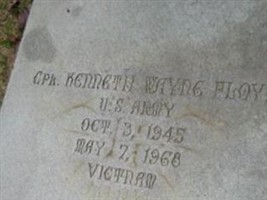 CPL. KENNETH WAYNE FLOY
U.S. ARMY
OCT. 3, 1945
MAY 7, 1968
VIETNAM